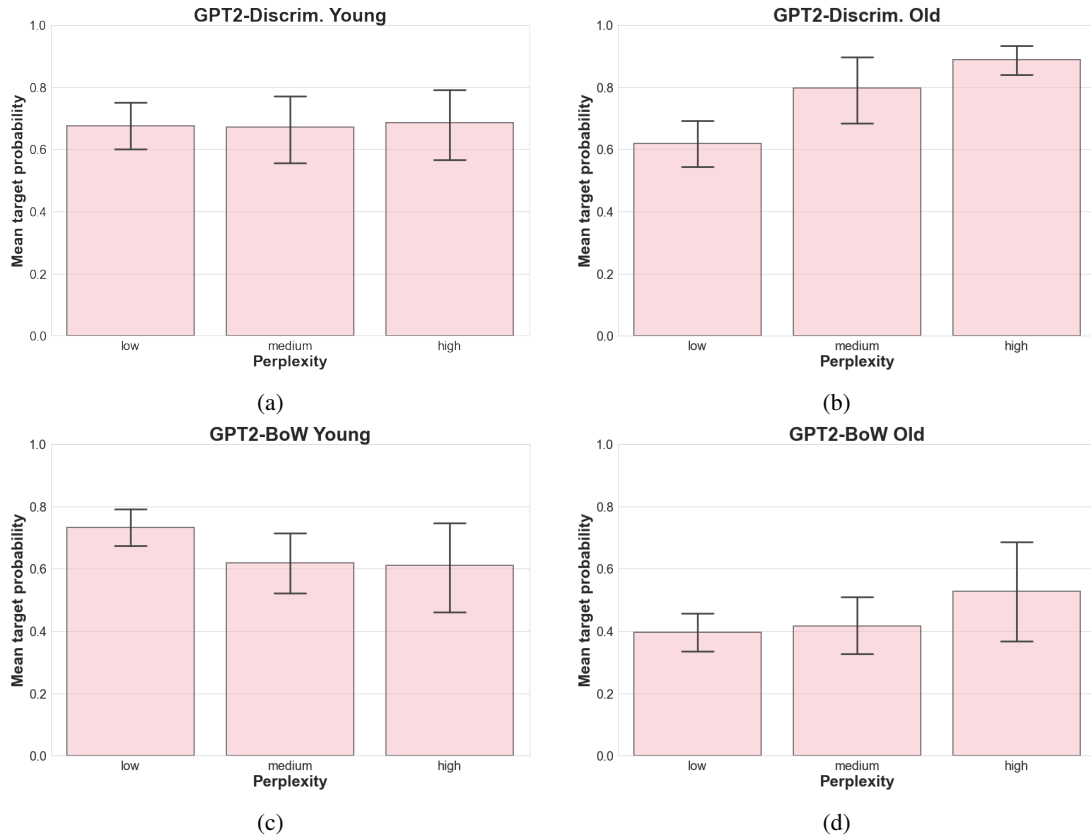 GPT2-Discrim. Young
1.0
0.8
0.6
0.4
0.2
0.0
Mean target probability
low medium high
Perplexity
(a)
GPT2-Discrim. Old
1.0
0.8
0.6
0.4
0.2
0.0
Mean target probability
low medium high
Perplexity
(b)
GPT2-BoW Young
1.0
0.8
0.6
0.4
0.2
0.0
Mean target probability
low medium high
Perplexity
(c)
GPT2-BoW Old
1.0
0.8
0.6
0.4
0.2
0.0
Mean target probability
low medium high
Perplexity
(d)